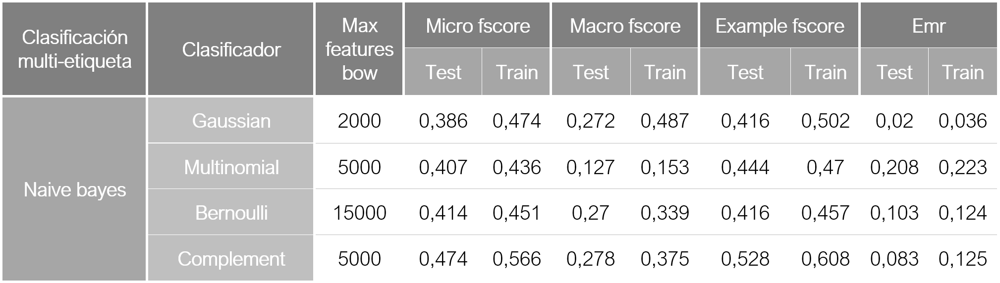 Clasificación
multi-etiqueta
Clasificador
Max
features
bow
Micro fscore
Macro fscore
Example fscore
Emr
Test Train Test Train Test Train Test Train
Naive bayes
Gaussian 2000 0,386 0,474 0,272 0,487 0,416 0,502 0,02 0,036
Multinomial 5000 0,407 0,436 0,127 0,153 0,444 0,47 0,208 0,223
Bernoulli 15000 0,414 0,451 0,27 0,339 0,416 0,457 0,103 0,124
Complement 5000 0,474 0,566 0,278 0,375 0,528 0,608 0,083 0,125